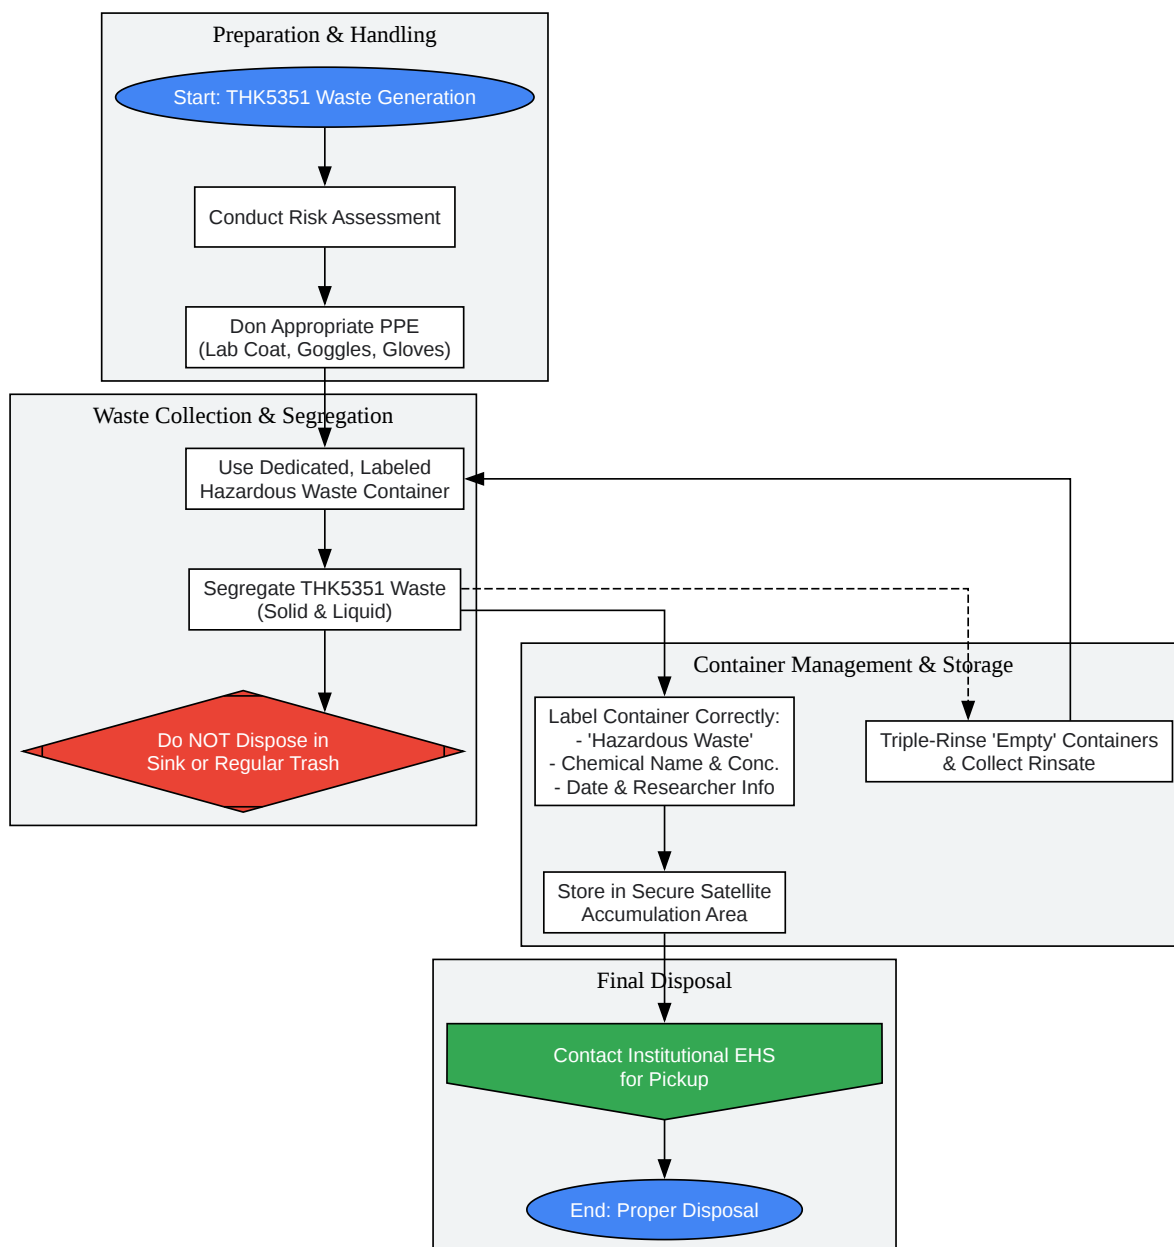 Preparation & Handling
Start: THK5351 Waste Generation
Conduct Risk Assessment
Don Appropriate PPE
(Lab Coat, Goggles, Gloves)
Waste Collection & Segregation
Use Dedicated, Labeled
Hazardous Waste Container
Segregate THK5351 Waste
(Solid & Liquid)
Do NOT Dispose in
Sink or Regular Trash
Container Management & Storage
Label Container Correctly:
- 'Hazardous Waste'
- Chemical Name & Conc.
- Date & Researcher Info
Triple-Rinse 'Empty' Containers
& Collect Rinsate
Store in Secure Satellite
Accumulation Area
Final Disposal
Contact Institutional EHS
for Pickup
End: Proper Disposal